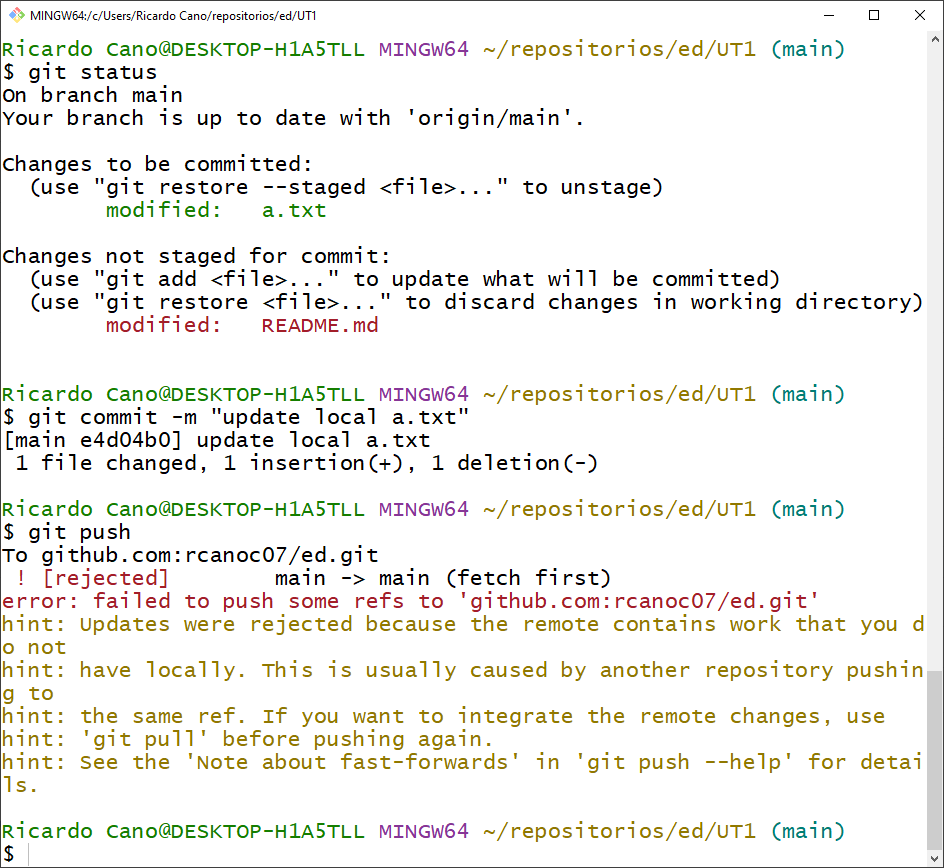 MINGW64:/c/Users/Ricardo Cano/repositorios/ed/UT1
Ricardo Cano@DESKTOP-H1A5TLL MINGW64 ~/repositorios/ed/UT1 (main)
$ git status
On branch main
Your branch is up to date with 'origin/main'.
Changes to be committed:
  (use "git restore --staged <file>..." to unstage)
        modified:   a.txt
Changes not staged for commit:
  (use "git add <file>..." to update what will be committed)
  (use "git restore <file>..." to discard changes in working directory)
        modified:   README.md
Ricardo Cano@DESKTOP-H1A5TLL MINGW64 ~/repositorios/ed/UT1 (main)
$ git commit -m "update local a.txt"
[main e4d04b0] update local a.txt
 1 file changed, 1 insertion(+), 1 deletion(-)
Ricardo Cano@DESKTOP-H1A5TLL MINGW64 ~/repositorios/ed/UT1 (main)
$ git push
To github.com:rcanoc07/ed.git
 ! [rejected]        main -> main (fetch first)
error: failed to push some refs to 'github.com:rcanoc07/ed.git'
hint: Updates were rejected because the remote contains work that you d
o not
hint: have locally. This is usually caused by another repository pushin
g to
hint: the same ref. If you want to integrate the remote changes, use
hint: 'git pull' before pushing again.
hint: See the 'Note about fast-forwards' in 'git push --help' for detai
ls.
Ricardo Cano@DESKTOP-H1A5TLL MINGW64 ~/repositorios/ed/UT1 (main)
$